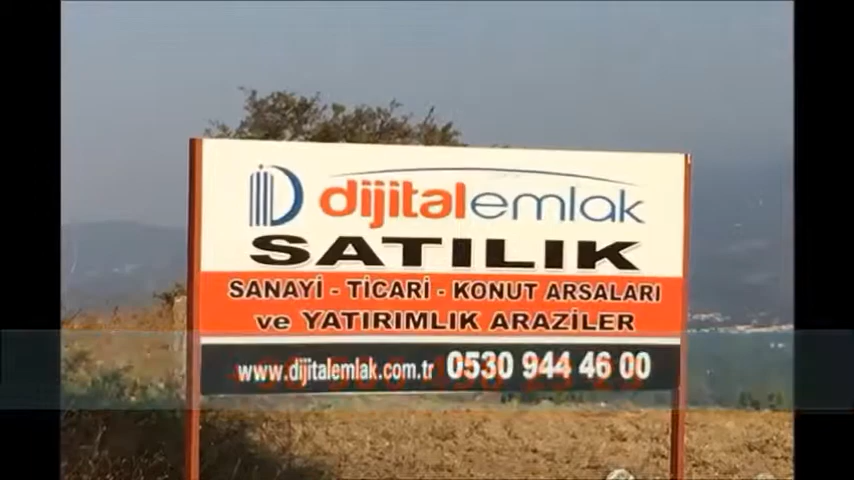 dijitalemlak
SATILIK
SANAYİ - TİCARİ - KONUT ARSALARI
ve YATIRIMLIK ARAZİLER
www.dijitalemlak.com.tr 0530 944 46 00